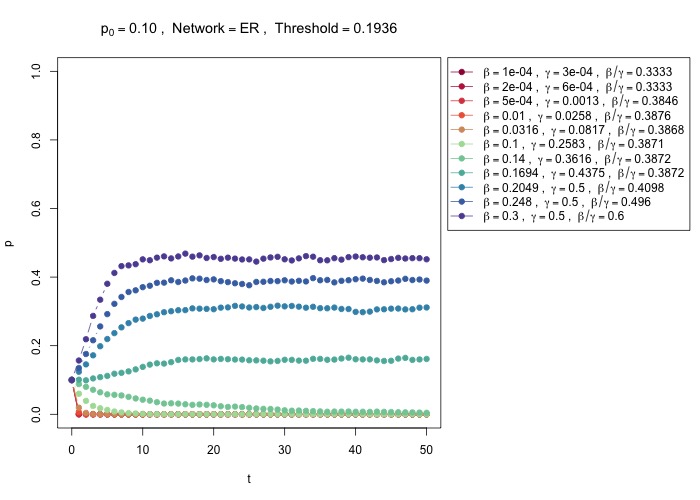 p₀ = 0.10 , Network = ER , Threshold = 0.1936
1.0
0.8
0.6
0.4
0.2
0.0
p
0 10 20 30 40 50
t
β = 1e-04 , γ = 3e-04 , β/γ = 0.3333
β = 2e-04 , γ = 6e-04 , β/γ = 0.3333
β = 5e-04 , γ = 0.0013 , β/γ = 0.3846
β = 0.01 , γ = 0.0258 , β/γ = 0.3876
β = 0.0316 , γ = 0.0817 , β/γ = 0.3868
β = 0.1 , γ = 0.2583 , β/γ = 0.3871
β = 0.14 , γ = 0.3616 , β/γ = 0.3872
β = 0.1694 , γ = 0.4375 , β/γ = 0.3872
β = 0.2049 , γ = 0.5 , β/γ = 0.4098
β = 0.248 , γ = 0.5 , β/γ = 0.496
β = 0.3 , γ = 0.5 , β/γ = 0.6